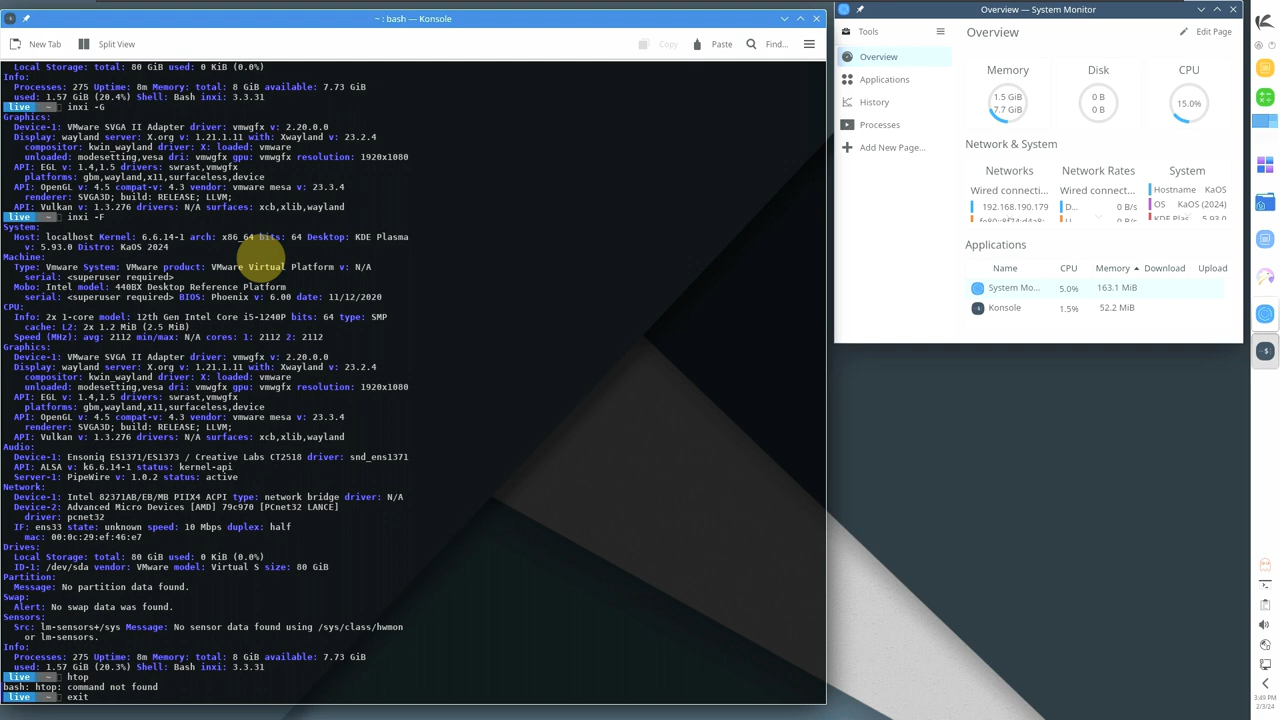 ~ : bash — Konsole
New Tab
Split View
Copy
Paste
Find...
Local Storage: total: 80 GiB used: 0 KiB (0.0%)
Info:
Processes: 275 Uptime: 8m Memory: total: 8 GiB available: 7.73 GiB
used: 1.57 GiB (20.4%) Shell: Bash inxi: 3.3.31
live ~ inxi -G
Graphics:
Device-1: VMware SVGA II Adapter driver: vmwgfx v: 2.20.0.0
Display: wayland server: X.org v: 1.21.1.11 with: Xwayland v: 23.2.4
compositor: kwin_wayland driver: X: loaded: vmware
unloaded: modesetting,vesa dri: vmwgfx gpu: vmwgfx resolution: 1920x1080
API: EGL v: 1.4,1.5 drivers: swrast,vmwgfx
platforms: gbm,wayland,x11,surfaceless,device
API: OpenGL v: 4.5 compat-v: 4.3 vendor: vmware mesa v: 23.3.4
renderer: SVGA3D; build: RELEASE; LLVM;
API: Vulkan v: 1.3.276 drivers: N/A surfaces: xcb,xlib,wayland
live ~ inxi -F
System:
Host: localhost Kernel: 6.6.14-1 arch: x86_64 bits: 64 Desktop: KDE Plasma
v: 5.93.0 Distro: KaOS 2024
Machine:
Type: Vmware System: VMware product: VMware Virtual Platform v: N/A
serial: <superuser required>
Mobo: Intel model: 440BX Desktop Reference Platform
serial: <superuser required> BIOS: Phoenix v: 6.00 date: 11/12/2020
CPU:
Info: 2x 1-core model: 12th Gen Intel Core i5-1240P bits: 64 type: SMP
cache: L2: 2x 1.2 MiB (2.5 MiB)
Speed (MHz): avg: 2112 min/max: N/A cores: 1: 2112 2: 2112
Graphics:
Device-1: VMware SVGA II Adapter driver: vmwgfx v: 2.20.0.0
Display: wayland server: X.org v: 1.21.1.11 with: Xwayland v: 23.2.4
compositor: kwin_wayland driver: X: loaded: vmware
unloaded: modesetting,vesa dri: vmwgfx gpu: vmwgfx resolution: 1920x1080
API: EGL v: 1.4,1.5 drivers: swrast,vmwgfx
platforms: gbm,wayland,x11,surfaceless,device
API: OpenGL v: 4.5 compat-v: 4.3 vendor: vmware mesa v: 23.3.4
renderer: SVGA3D; build: RELEASE; LLVM;
API: Vulkan v: 1.3.276 drivers: N/A surfaces: xcb,xlib,wayland
Audio:
Device-1: Ensoniq ES1371/ES1373 / Creative Labs CT2518 driver: snd_ens1371
API: ALSA v: k6.6.14-1 status: kernel-api
Server-1: PipeWire v: 1.0.2 status: active
Network:
Device-1: Intel 82371AB/EB/MB PIIX4 ACPI type: network bridge driver: N/A
Device-2: Advanced Micro Devices [AMD] 79c970 [PCnet32 LANCE]
driver: pcnet32
IF: ens33 state: unknown speed: 10 Mbps duplex: half
mac: 00:0c:29:ef:46:e7
Drives:
Local Storage: total: 80 GiB used: 0 KiB (0.0%)
ID-1: /dev/sda vendor: VMware model: Virtual S size: 80 GiB
Partition:
Message: No partition data found.
Swap:
Alert: No swap data was found.
Sensors:
Src: lm-sensors+/sys Message: No sensor data found using /sys/class/hwmon
or lm-sensors.
Info:
Processes: 275 Uptime: 8m Memory: total: 8 GiB available: 7.73 GiB
used: 1.57 GiB (20.3%) Shell: Bash inxi: 3.3.31
live ~ htop
bash: htop: command not found
live ~ exit
Overview — System Monitor
Tools
Overview
Applications
History
Processes
Add New Page...
Overview
Edit Page
Memory
1.5 GiB
7.7 GiB
Disk
0 B
0 B
CPU
15.0%
Network & System
Networks
Wired connecti...
192.168.190.179
Network Rates
Wired connect...
D... 0 B/s
0 B/s
System
Hostname KaOS
OS KaOS (2024)
5.93.0
Applications
Name CPU Memory Download Upload
System Mo... 5.0% 163.1 MiB
Konsole 1.5% 52.2 MiB
3:49 PM
2/3/24